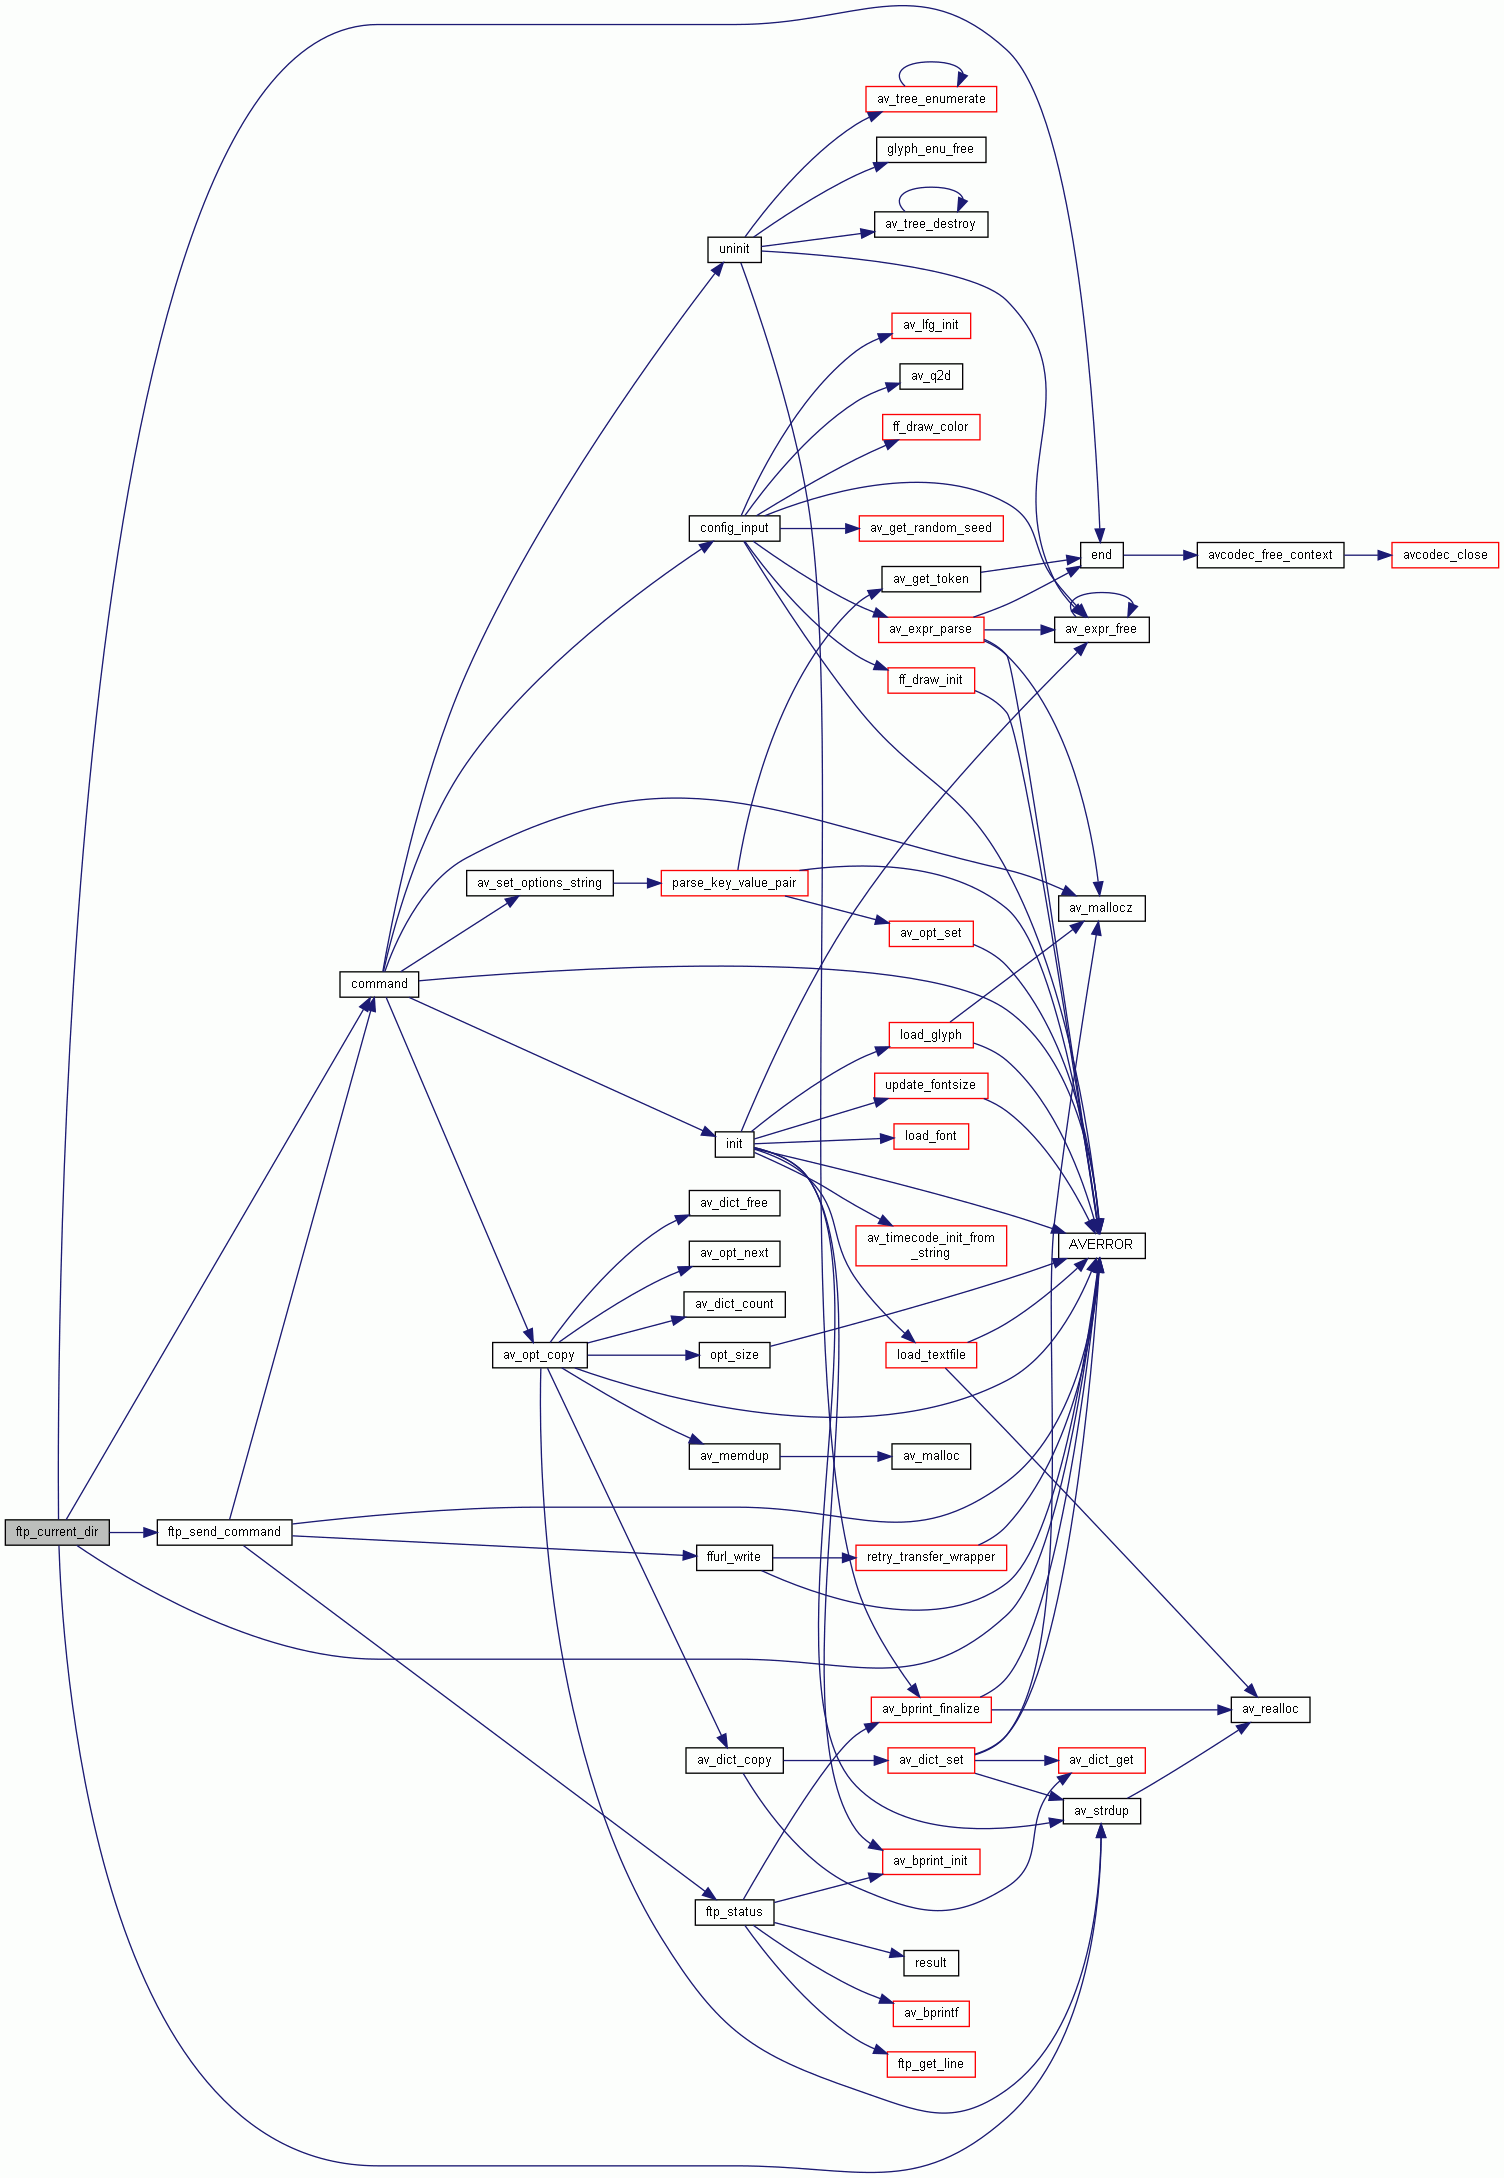 av_tree_enumerate
glyph_enu_free
av_tree_destroy
uninit
av_lfg_init
av_q2d
ff_draw_color
config_input
av_get_random_seed
end
avcodec_free_context
avcodec_close
av_get_token
av_expr_parse
av_expr_free
ff_draw_init
av_set_options_string
parse_key_value_pair
av_mallocz
av_opt_set
command
load_glyph
update_fontsize
load_font
init
av_dict_free
av_timecode_init_from
_string
AVERROR
av_opt_next
av_dict_count
av_opt_copy
opt_size
load_textfile
av_memdup
av_malloc
ftp_current_dir
ftp_send_command
ffurl_write
retry_transfer_wrapper
av_bprint_finalize
av_realloc
av_dict_copy
av_dict_set
av_dict_get
av_strdup
av_bprint_init
ftp_status
result
av_bprintf
ftp_get_line